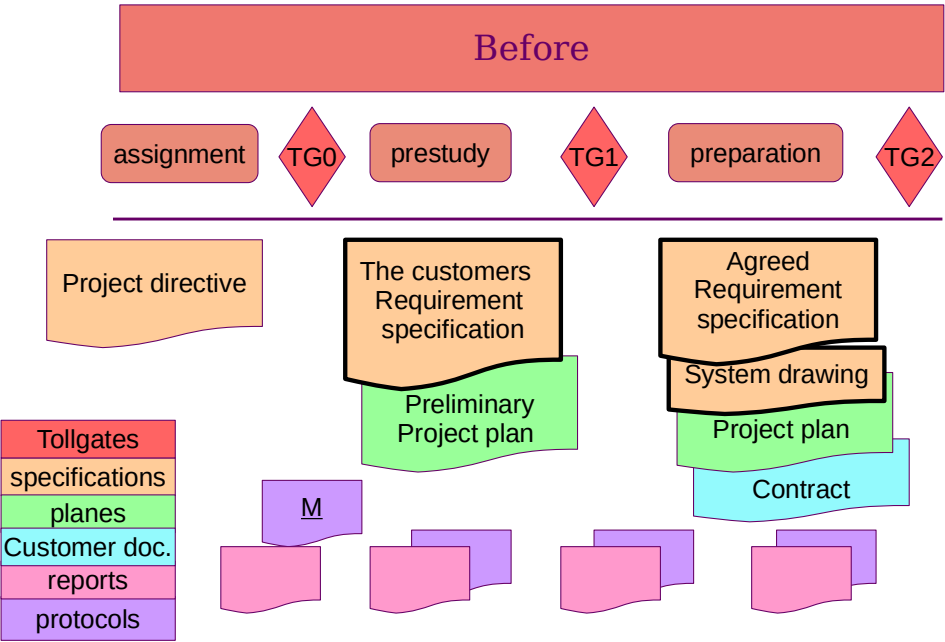 Before
assignment
TG0
prestudy
TG1
preparation
TG2
Project directive
The customers
Requirement
specification
Preliminary
Project plan
Agreed
Requirement
specification
System drawing
Project plan
Contract
Tollgates
specifications
planes
Customer doc.
reports
protocols
M